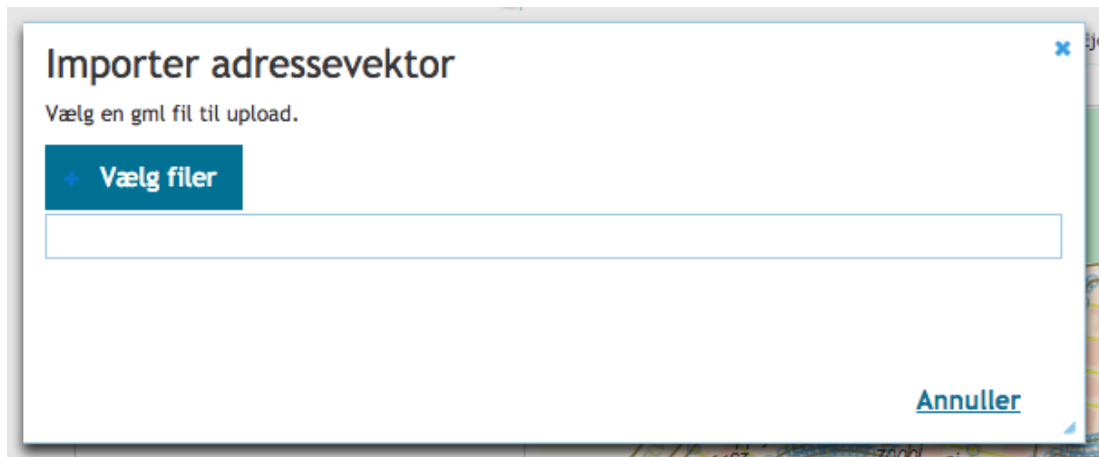 Importer adressevektor
Vælg en gml fil til upload.
+ Vælg filer
Annuller